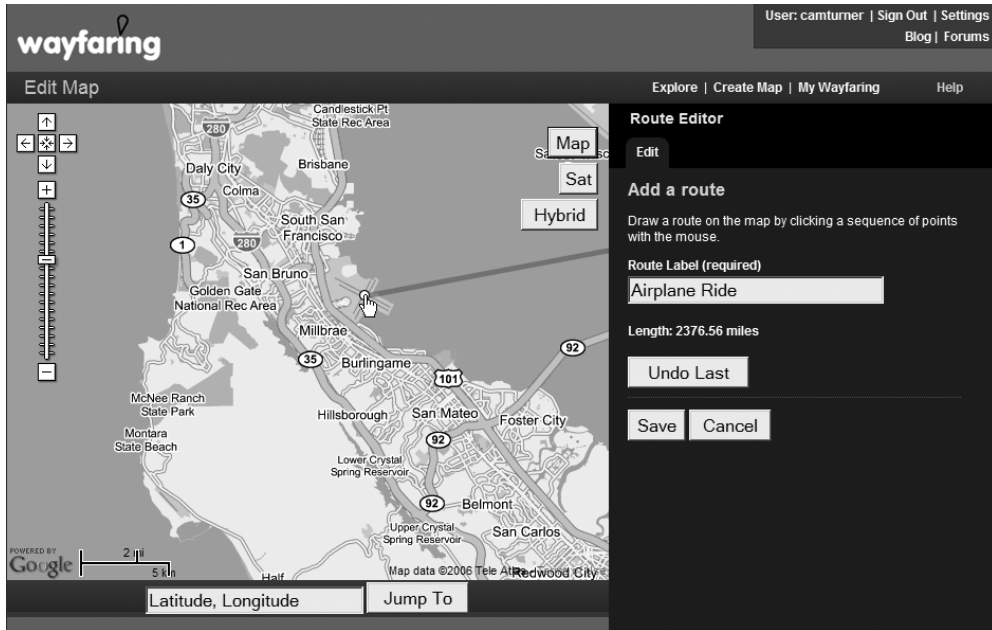 wayfaring
User: camturner | Sign Out | Settings
Blog | Forums
Edit Map
Explore | Create Map | My Wayfaring
Help
Candlestick Pt
State Rec Area
280
Brisbane
Daly City
Colma
35
South San
Francisco
1
280
San Bruno
Golden Gate
National Rec Area
Millbrae
35
Burlingame
92
101
McNee Ranch
State Park
Hillsborough
San Mateo
Foster City
92
Montara
State Beach
Lower Crystal
Spring Reservoir
92
Belmont
Upper Crystal
Spring Reservoir
San Carlos
Redwood City
Half
Map
Sat
Hybrid
POWERED BY
Google
2 mi
5 km
Map data ©2006 Tele
Latitude, Longitude
Jump To
Route Editor
Edit
Add a route
Draw a route on the map by clicking a sequence of points
with the mouse.
Route Label (required)
Airplane Ride
Length: 2376.56 miles
Undo Last
Save
Cancel